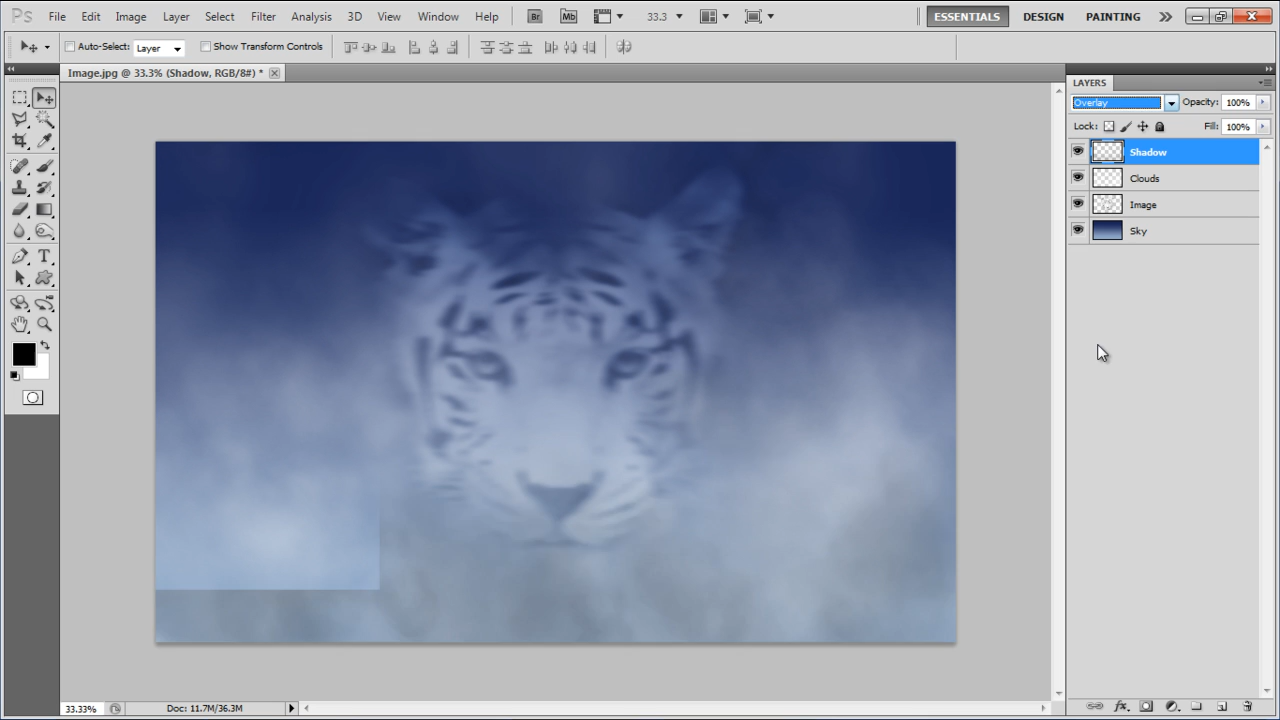 Ps File Edit Image Layer Select Filter Analysis 3D View Window Help Br Mb 33.3 ESSENTIALS DESIGN PAINTING
Auto-Select: Layer Show Transform Controls
Image.jpg @ 33.3% (Shadow, RGB/8#) *
LAYERS
Overlay Opacity: 100%
Lock: Fill: 100%
Shadow
Clouds
Image
Sky
33.33% Doc: 11.7M/36.3M